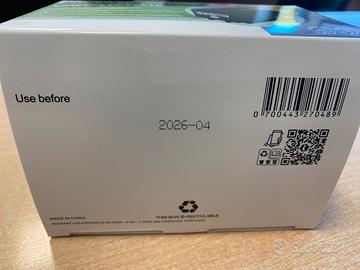 Use before
2026-04
0 700443 270489
MADE IN CHINA
THIS BOX IS RECYCLABLE